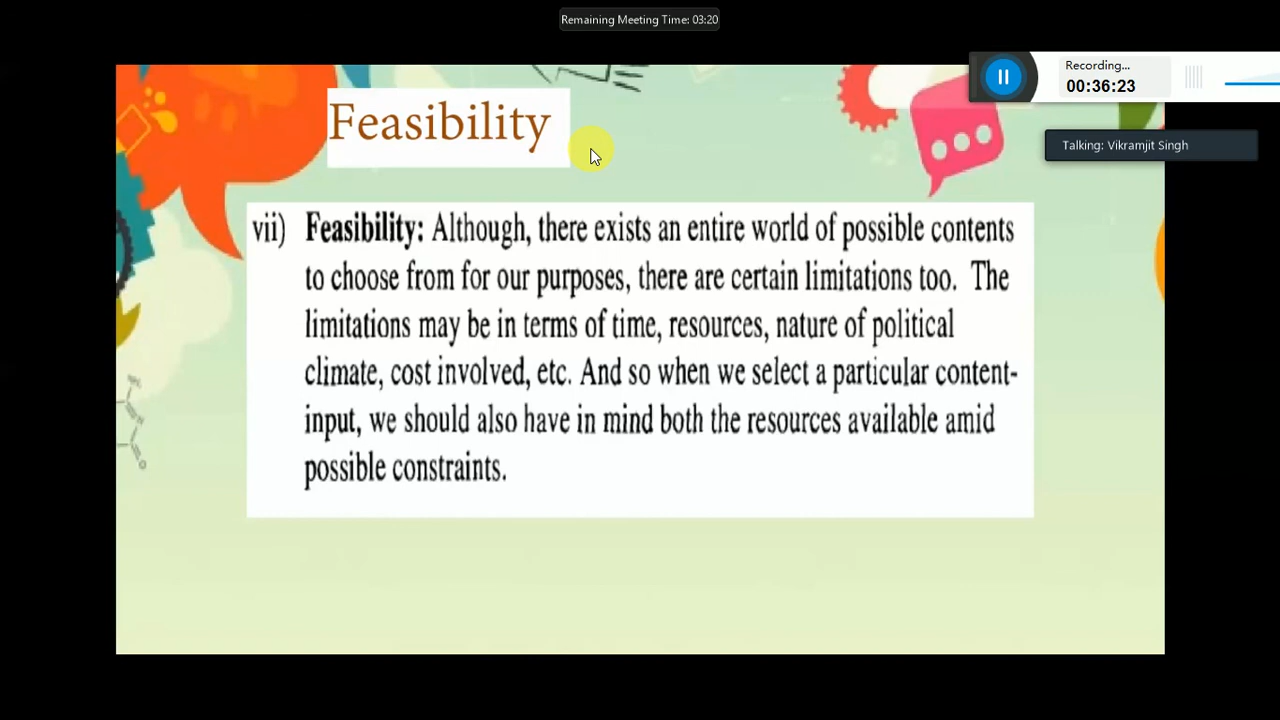 Remaining Meeting Time: 03:20
Recording...
00:36:23
Talking: Vikramjit Singh
Feasibility
vii) Feasibility: Although, there exists an entire world of possible contents
to choose from for our purposes, there are certain limitations too. The
limitations may be in terms of time, resources, nature of political
climate, cost involved, etc. And so when we select a particular content-
input, we should also have in mind both the resources available amid
possible constraints.